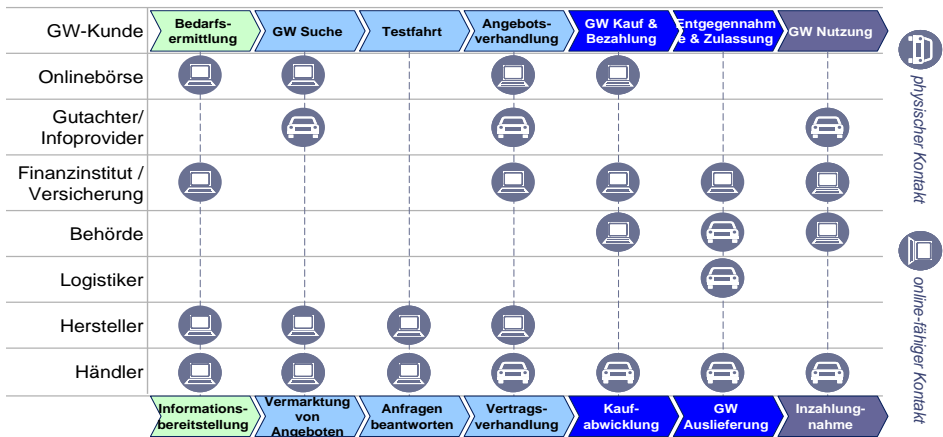 GW-Kunde
Bedarfs-
ermittlung
GW Suche
Testfahrt
Angebots-
verhandlung
GW Kauf &
Bezahlung
Entgegennahm
e & Zulassung
GW Nutzung
Onlinebörse
Gutachter/
Infoprovider
Finanzinstitut /
Versicherung
Behörde
Logistiker
Hersteller
Händler
Informations-
bereitstellung
Vermarktung
von
Angeboten
Anfragen
beantworten
Vertrags-
verhandlung
Kauf-
abwicklung
GW
Auslieferung
Inzahlung-
nahme
physischer Kontakt
online-fähiger Kontakt